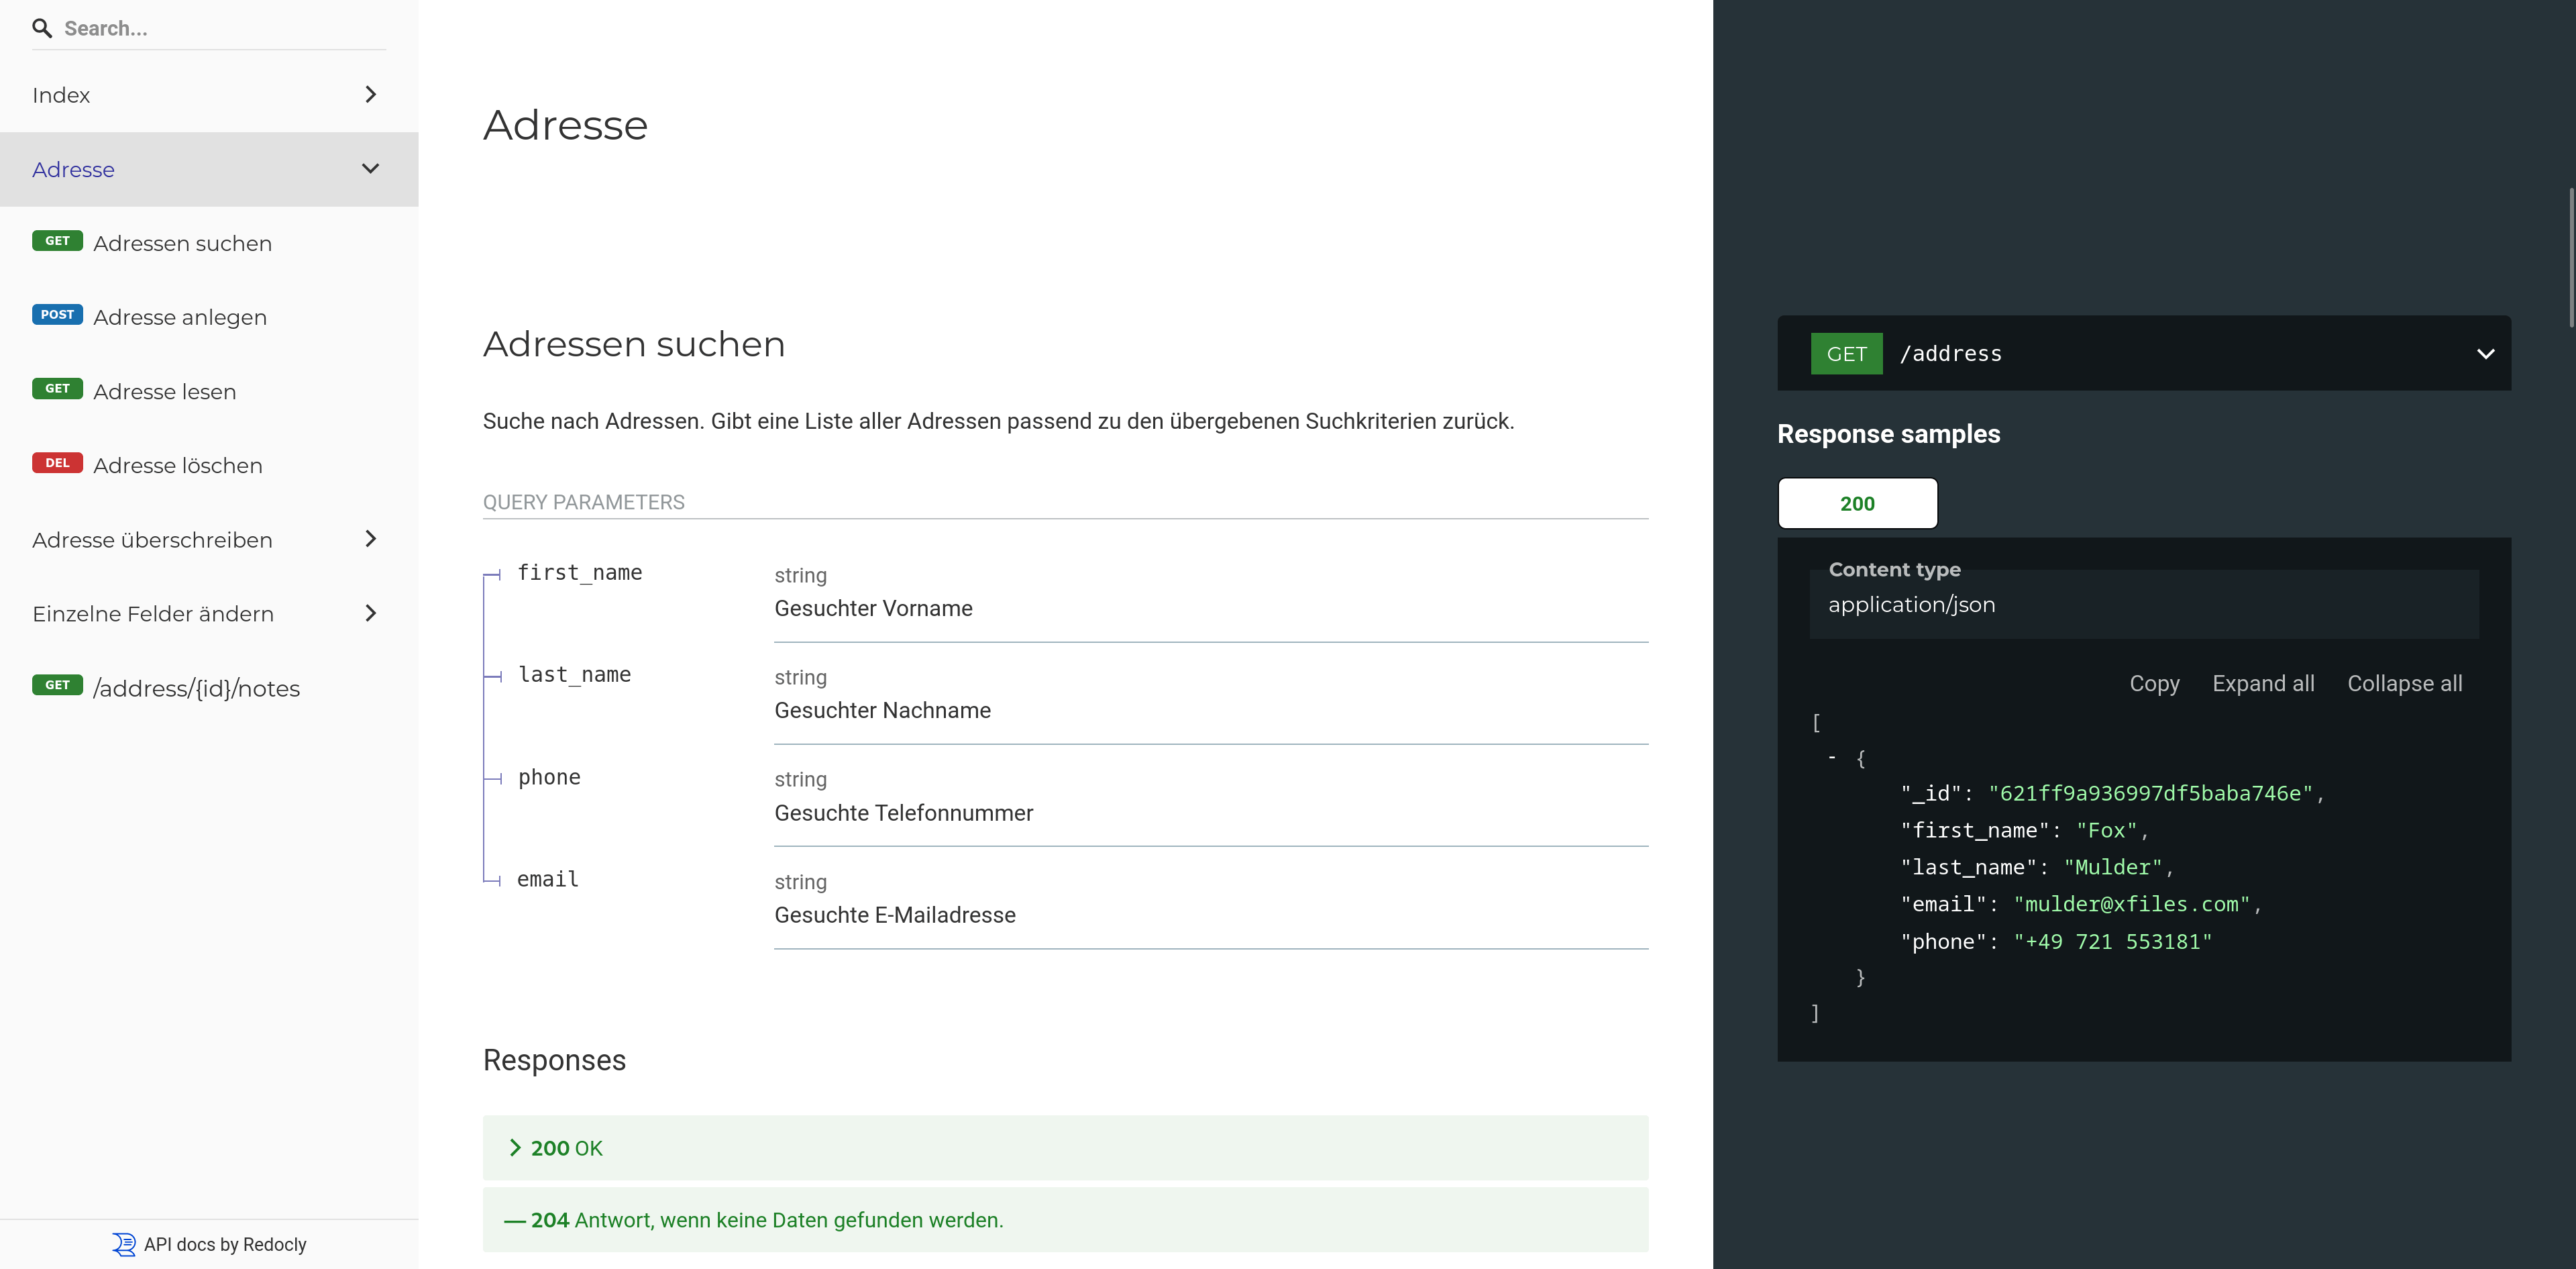 Search...
Index
Adresse
GET Adressen suchen
POST Adresse anlegen
GET Adresse lesen
DEL Adresse löschen
Adresse überschreiben
Einzelne Felder ändern
GET /address/{id}/notes
API docs by Redocly
Adresse
Adressen suchen
Suche nach Adressen. Gibt eine Liste aller Adressen passend zu den übergebenen Suchkriterien zurück.
QUERY PARAMETERS
first_name string
Gesuchter Vorname
last_name string
Gesuchter Nachname
phone string
Gesuchte Telefonnummer
email string
Gesuchte E-Mailadresse
Responses
200 OK
— 204 Antwort, wenn keine Daten gefunden werden.
GET /address
Response samples
200
Content type
application/json
Copy Expand all Collapse all
[
- {
"_id": "621ff9a936997df5baba746e",
"first_name": "Fox",
"last_name": "Mulder",
"email": "mulder@xfiles.com",
"phone": "+49 721 553181"
}
]